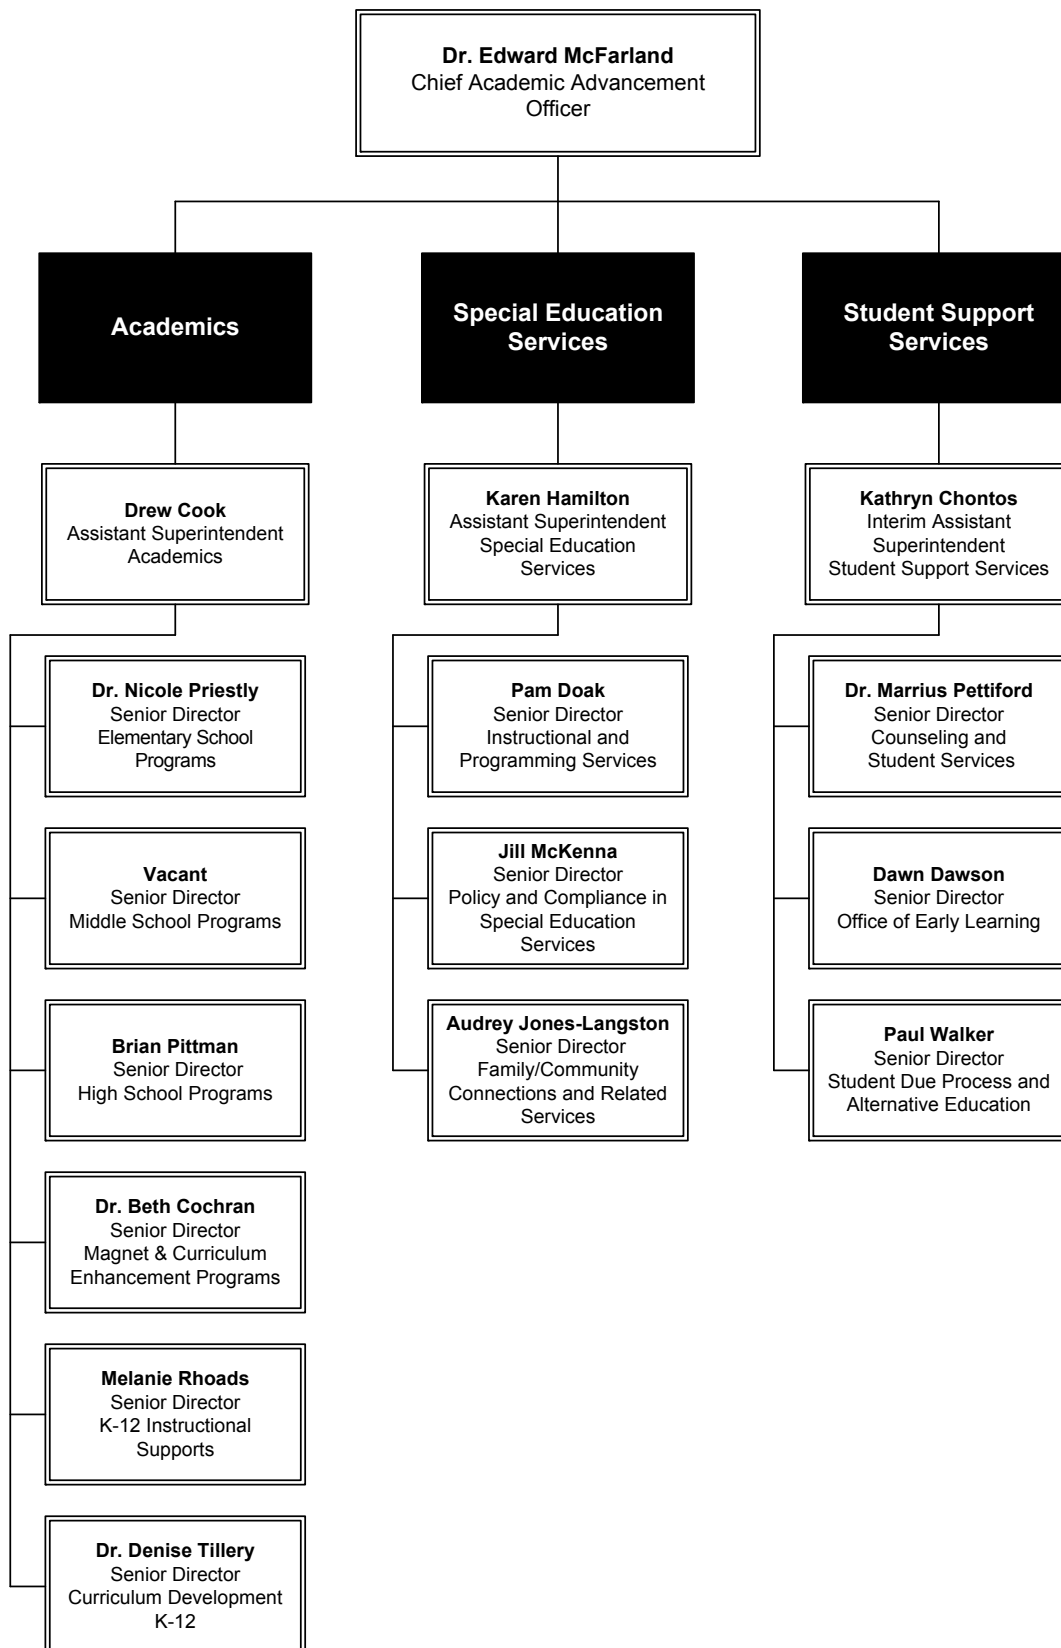 Dr. Edward McFarland
Chief Academic Advancement
Officer
Academics
Special Education
Services
Student Support
Services
Drew Cook
Assistant Superintendent
Academics
Karen Hamilton
Assistant Superintendent
Special Education
Services
Kathryn Chontos
Interim Assistant
Superintendent
Student Support Services
Dr. Nicole Priestly
Senior Director
Elementary School
Programs
Pam Doak
Senior Director
Instructional and
Programming Services
Dr. Marrius Pettiford
Senior Director
Counseling and
Student Services
Vacant
Senior Director
Middle School Programs
Jill McKenna
Senior Director
Policy and Compliance in
Special Education
Services
Dawn Dawson
Senior Director
Office of Early Learning
Brian Pittman
Senior Director
High School Programs
Audrey Jones-Langston
Senior Director
Family/Community
Connections and Related
Services
Paul Walker
Senior Director
Student Due Process and
Alternative Education
Dr. Beth Cochran
Senior Director
Magnet & Curriculum
Enhancement Programs
Melanie Rhoads
Senior Director
K-12 Instructional
Supports
Dr. Denise Tillery
Senior Director
Curriculum Development
K-12